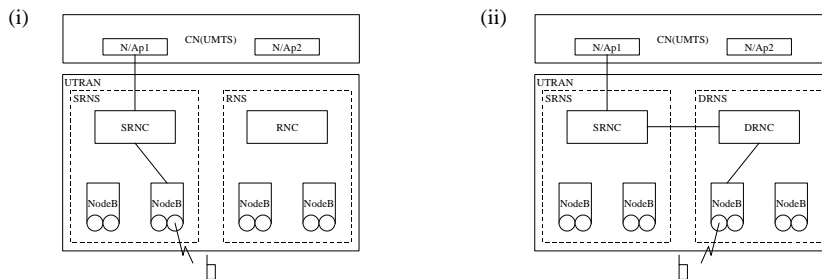 (i)
CN(UMTS)
N/Ap1
N/Ap2
UTRAN
SRNS
RNS
SRNC
RNC
NodeB
NodeB
NodeB
NodeB
(ii)
CN(UMTS)
N/Ap1
N/Ap2
UTRAN
SRNS
DRNS
SRNC
DRNC
NodeB
NodeB
NodeB
NodeB